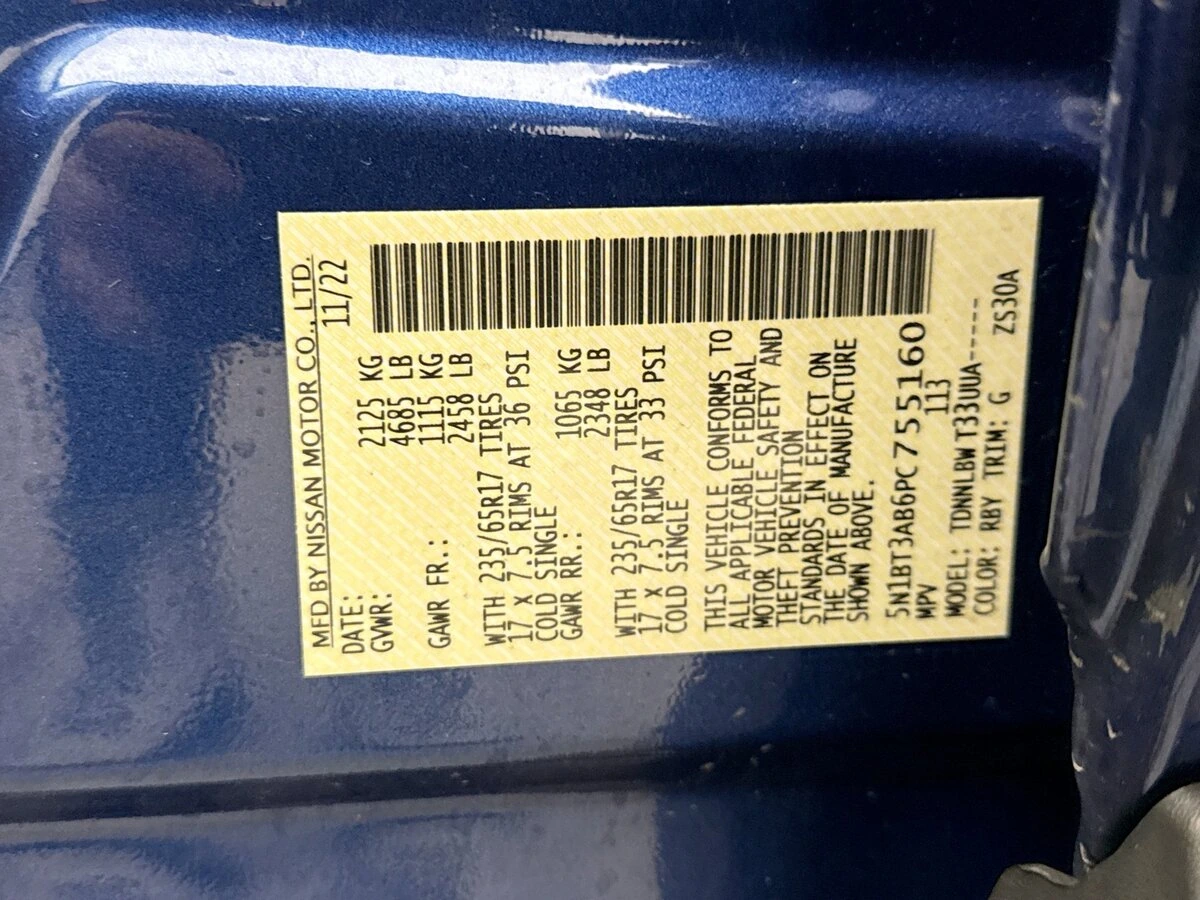 MFD BY NISSAN MOTOR CO., LTD.
DATE: 11/22
GVWR: 2125 KG
4685 LB
GAWR FR.: 1115 KG
2458 LB
WITH 235/65R17 TIRES
17 x 7.5 RIMS AT 36 PSI
COLD SINGLE
GAWR RR.: 1065 KG
2348 LB
WITH 235/65R17 TIRES
17 x 7.5 RIMS AT 33 PSI
COLD SINGLE
THIS VEHICLE CONFORMS TO
ALL APPLICABLE FEDERAL
MOTOR VEHICLE SAFETY AND
THEFT PREVENTION
STANDARDS IN EFFECT ON
THE DATE OF MANUFACTURE
SHOWN ABOVE.
5N1BT3AB6PC755160
MPV 113
MODEL: TDNNLBW T33UUA-----
COLOR: RBY TRIM: G ZS30A